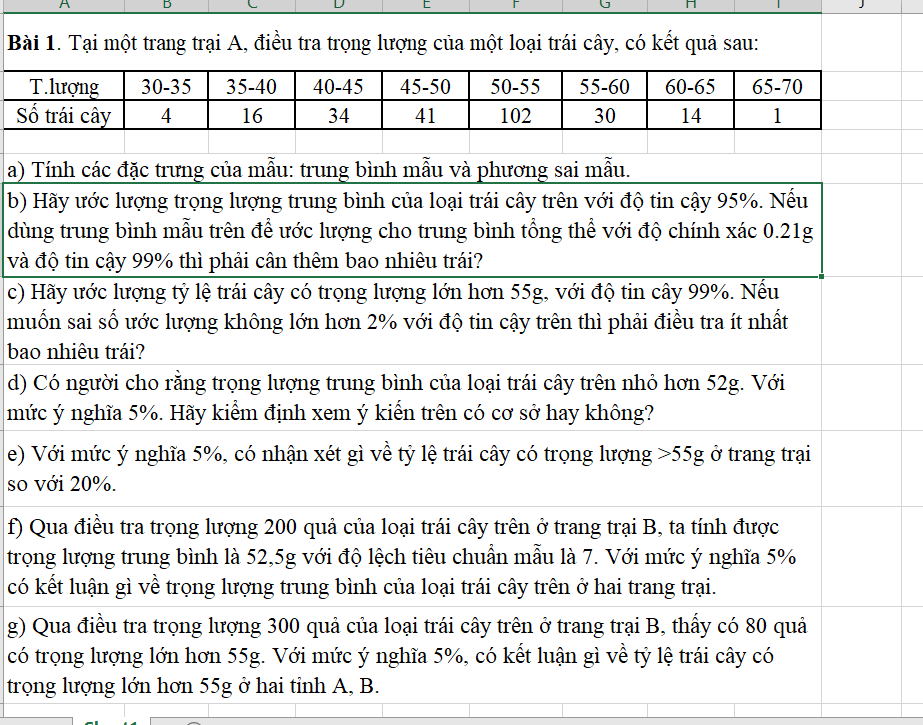 A B C D E F G H I J
Bài 1. Tại một trang trại A, điều tra trọng lượng của một loại trái cây, có kết quả sau:
T.lượng 30-35 35-40 40-45 45-50 50-55 55-60 60-65 65-70
Số trái cây 4 16 34 41 102 30 14 1
a) Tính các đặc trưng của mẫu: trung bình mẫu và phương sai mẫu.
b) Hãy ước lượng trọng lượng trung bình của loại trái cây trên với độ tin cậy 95%. Nếu
dùng trung bình mẫu trên để ước lượng cho trung bình tổng thể với độ chính xác 0.21g
và độ tin cậy 99% thì phải cân thêm bao nhiêu trái?
c) Hãy ước lượng tỷ lệ trái cây có trọng lượng lớn hơn 55g, với độ tin cây 99%. Nếu
muốn sai số ước lượng không lớn hơn 2% với độ tin cậy trên thì phải điều tra ít nhất
bao nhiêu trái?
d) Có người cho rằng trọng lượng trung bình của loại trái cây trên nhỏ hơn 52g. Với
mức ý nghĩa 5%. Hãy kiểm định xem ý kiến trên có cơ sở hay không?
e) Với mức ý nghĩa 5%, có nhận xét gì về tỷ lệ trái cây có trọng lượng >55g ở trang trại
so với 20%.
f) Qua điều tra trọng lượng 200 quả của loại trái cây trên ở trang trại B, ta tính được
trọng lượng trung bình là 52,5g với độ lệch tiêu chuẩn mẫu là 7. Với mức ý nghĩa 5%
có kết luận gì về trọng lượng trung bình của loại trái cây trên ở hai trang trại.
g) Qua điều tra trọng lượng 300 quả của loại trái cây trên ở trang trại B, thấy có 80 quả
có trọng lượng lớn hơn 55g. Với mức ý nghĩa 5%, có kết luận gì về tỷ lệ trái cây có
trọng lượng lớn hơn 55g ở hai tỉnh A, B.
Sheet1